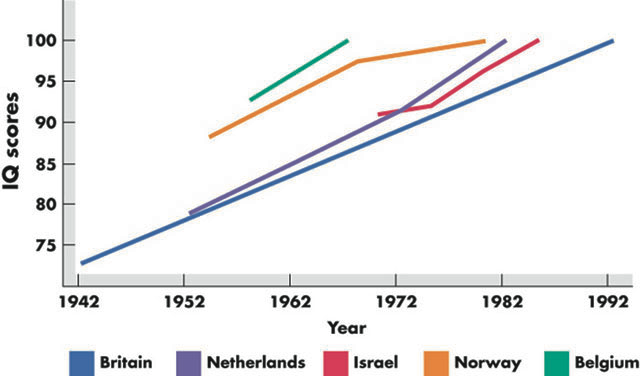 IQ scores
100
95
90
85
80
75
1942 1952 1962 1972 1982 1992
Year
Britain Netherlands Israel Norway Belgium